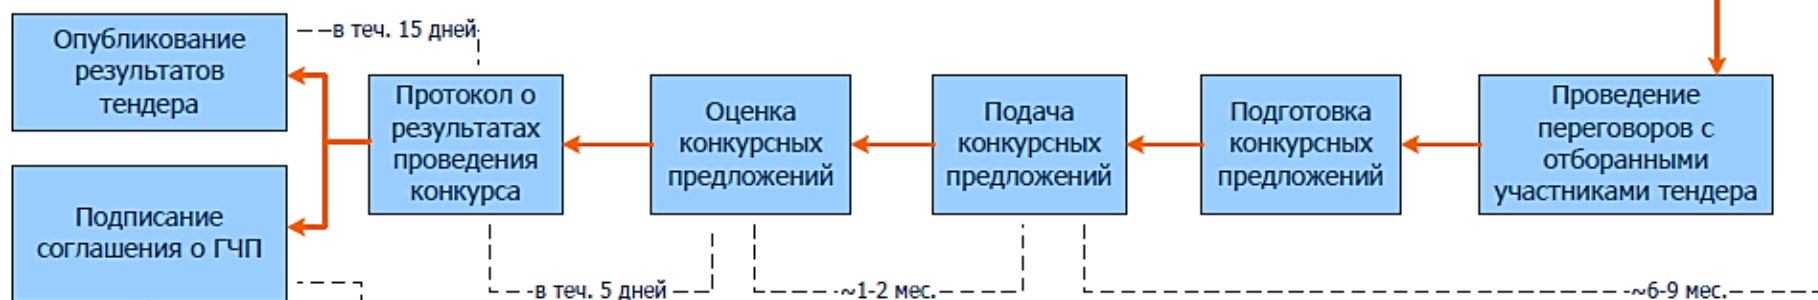 Опубликование
результатов
тендера
в теч. 15 дней
Протокол о
результатах
проведения
конкурса
Оценка
конкурсных
предложений
Подача
конкурсных
предложений
Подготовка
конкурсных
предложений
Проведение
переговоров с
отборанными
участниками тендера
Подписание
соглашения о ГЧП
в теч. 5 дней
~1-2 мес.
~6-9 мес.